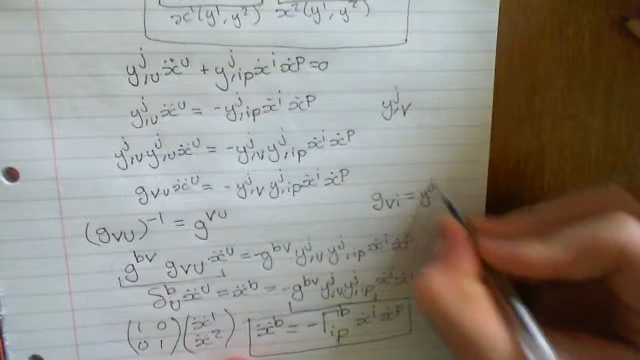 x¹(y¹, y²) x²(y¹, y²)
y^j_{,υ} ẍ^υ + y^j_{,ip} ẋ^i ẋ^p = 0
y^j_{,υ} ẍ^υ = -y^j_{,ip} ẋ^i ẋ^p
y^j_{,v}
y^j_{,v} y^j_{,υ} ẍ^υ = -y^j_{,v} y^j_{,ip} ẋ^i ẋ^p
g_{vυ} ẍ^υ = -y^j_{,v} y^j_{,ip} ẋ^i ẋ^p
(g_{vυ})^{-1} = g^{vυ}
g_{vi} = y
g^{bv} g_{vυ} ẍ^υ = -g^{bv} y^j_{,v} y^j_{,ip} ẋ^i
δ^b_υ ẍ^υ = ẍ^b = -g^{bv} y^j_{,v} y^j_{,ip} ẋ^i
(1 0
0 1) (ẍ¹
ẍ²)
ẍ^b = -Γ^b_{ip} ẋ^i ẋ^p